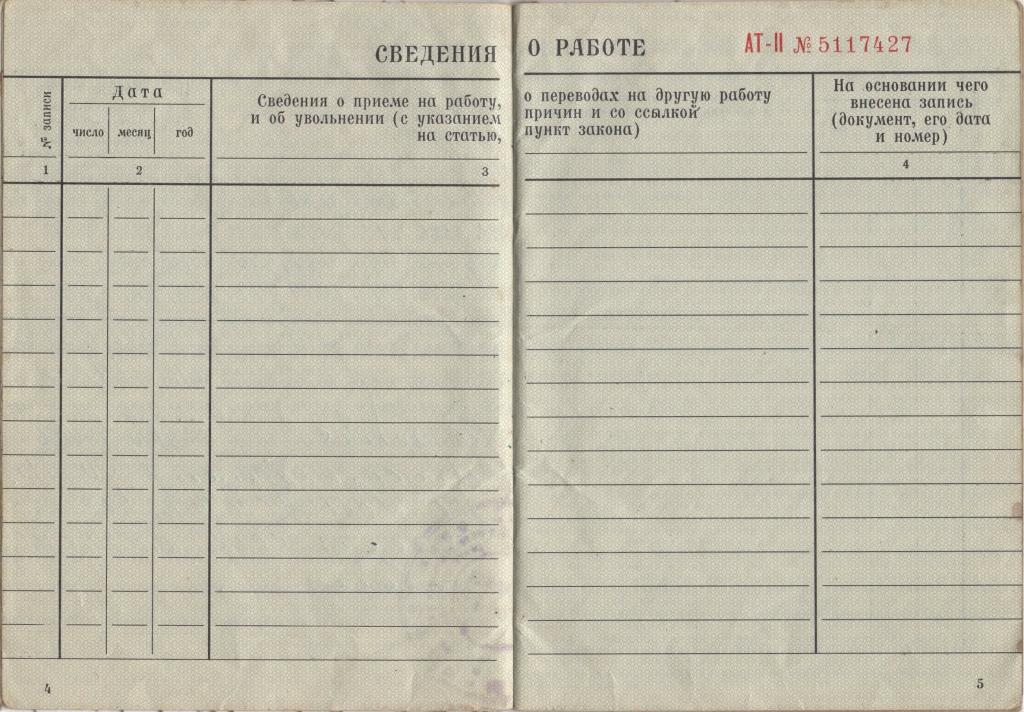 СВЕДЕНИЯ О РАБОТЕ
АТ-II № 5117427
№ записи
Дата
число месяц год
Сведения о приеме на работу, о переводах на другую работу
и об увольнении (с указанием причин и со ссылкой
на статью, пункт закона)
На основании чего
внесена запись
(документ, его дата
и номер)
1 2 3 4
4
5